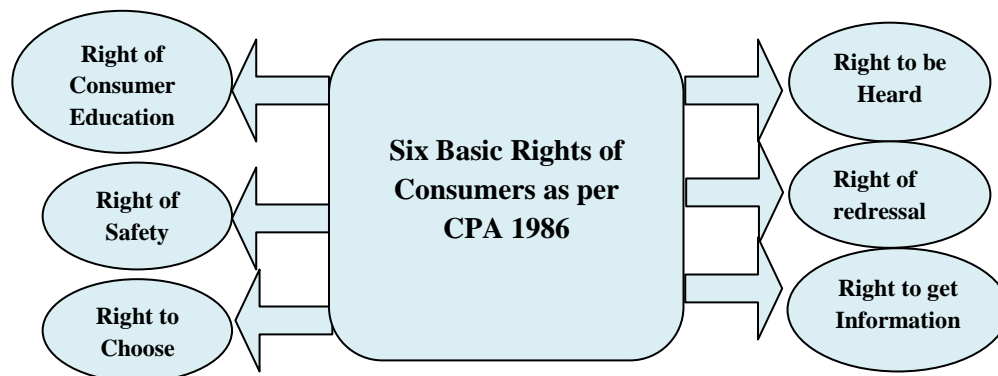 Right of
Consumer
Education
Right of
Safety
Right to
Choose
Six Basic Rights of
Consumers as per
CPA 1986
Right to be
Heard
Right of
redressal
Right to get
Information